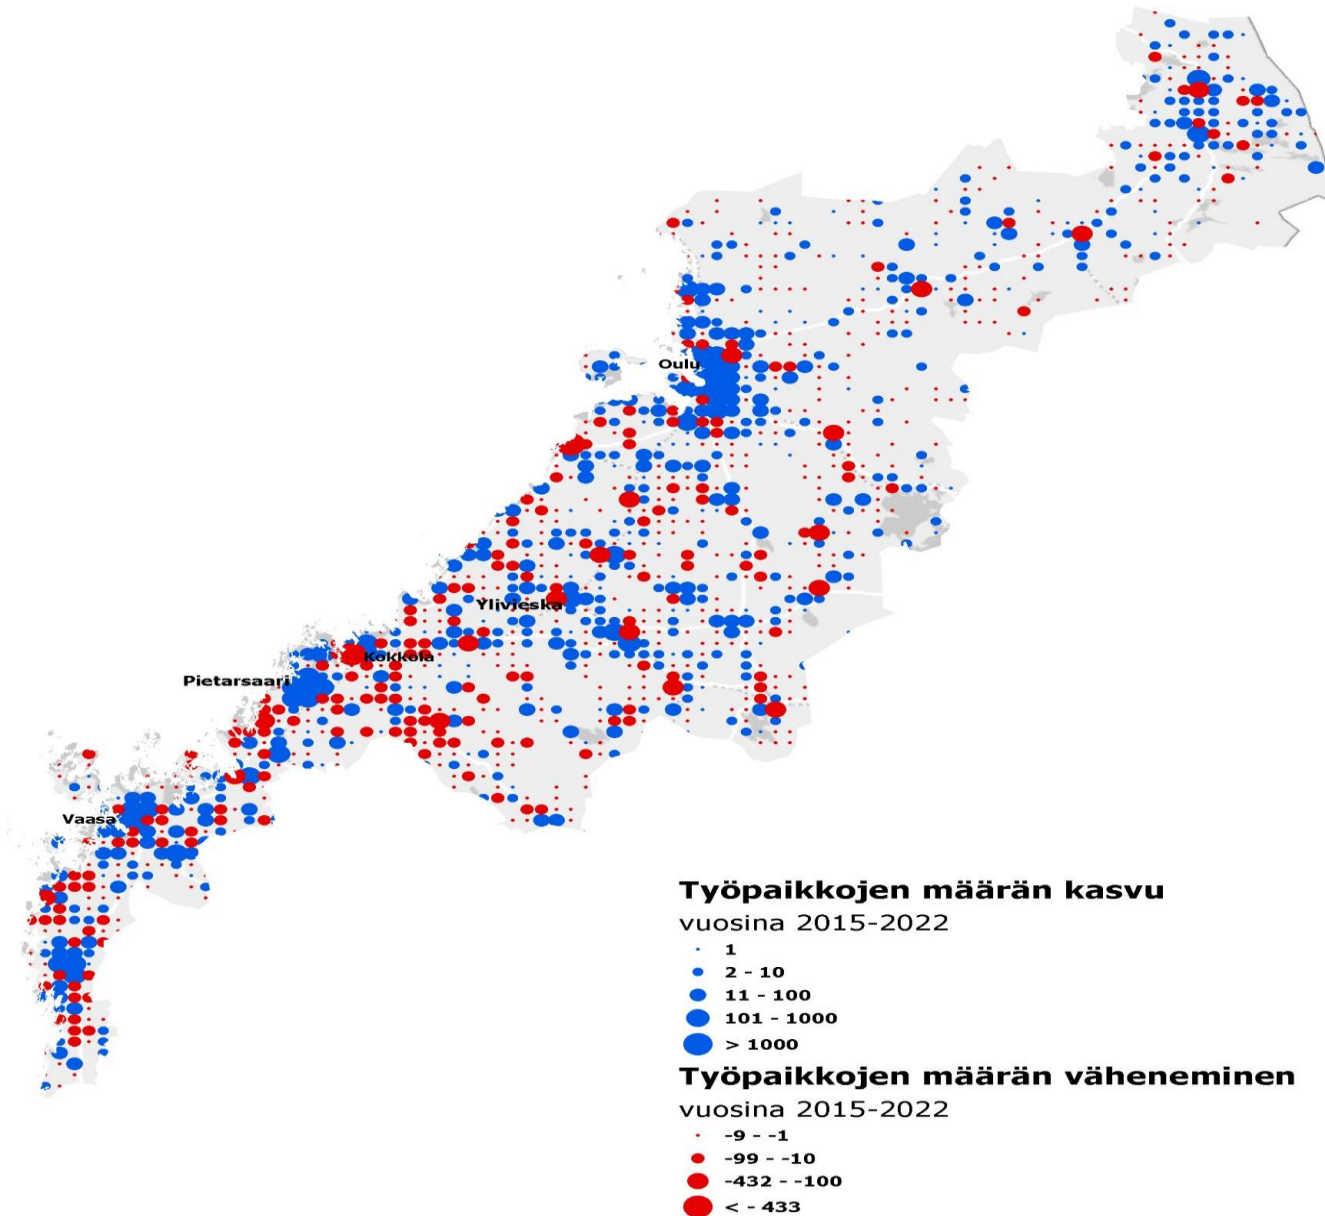 Oulu
Ylivieska
Kokkola
Pietarsaari
Vaasa
Työpaikkojen määrän kasvu
vuosina 2015-2022
1
2 - 10
11 - 100
101 - 1000
> 1000
Työpaikkojen määrän väheneminen
vuosina 2015-2022
-9 - -1
-99 - -10
-432 - -100
< - 433